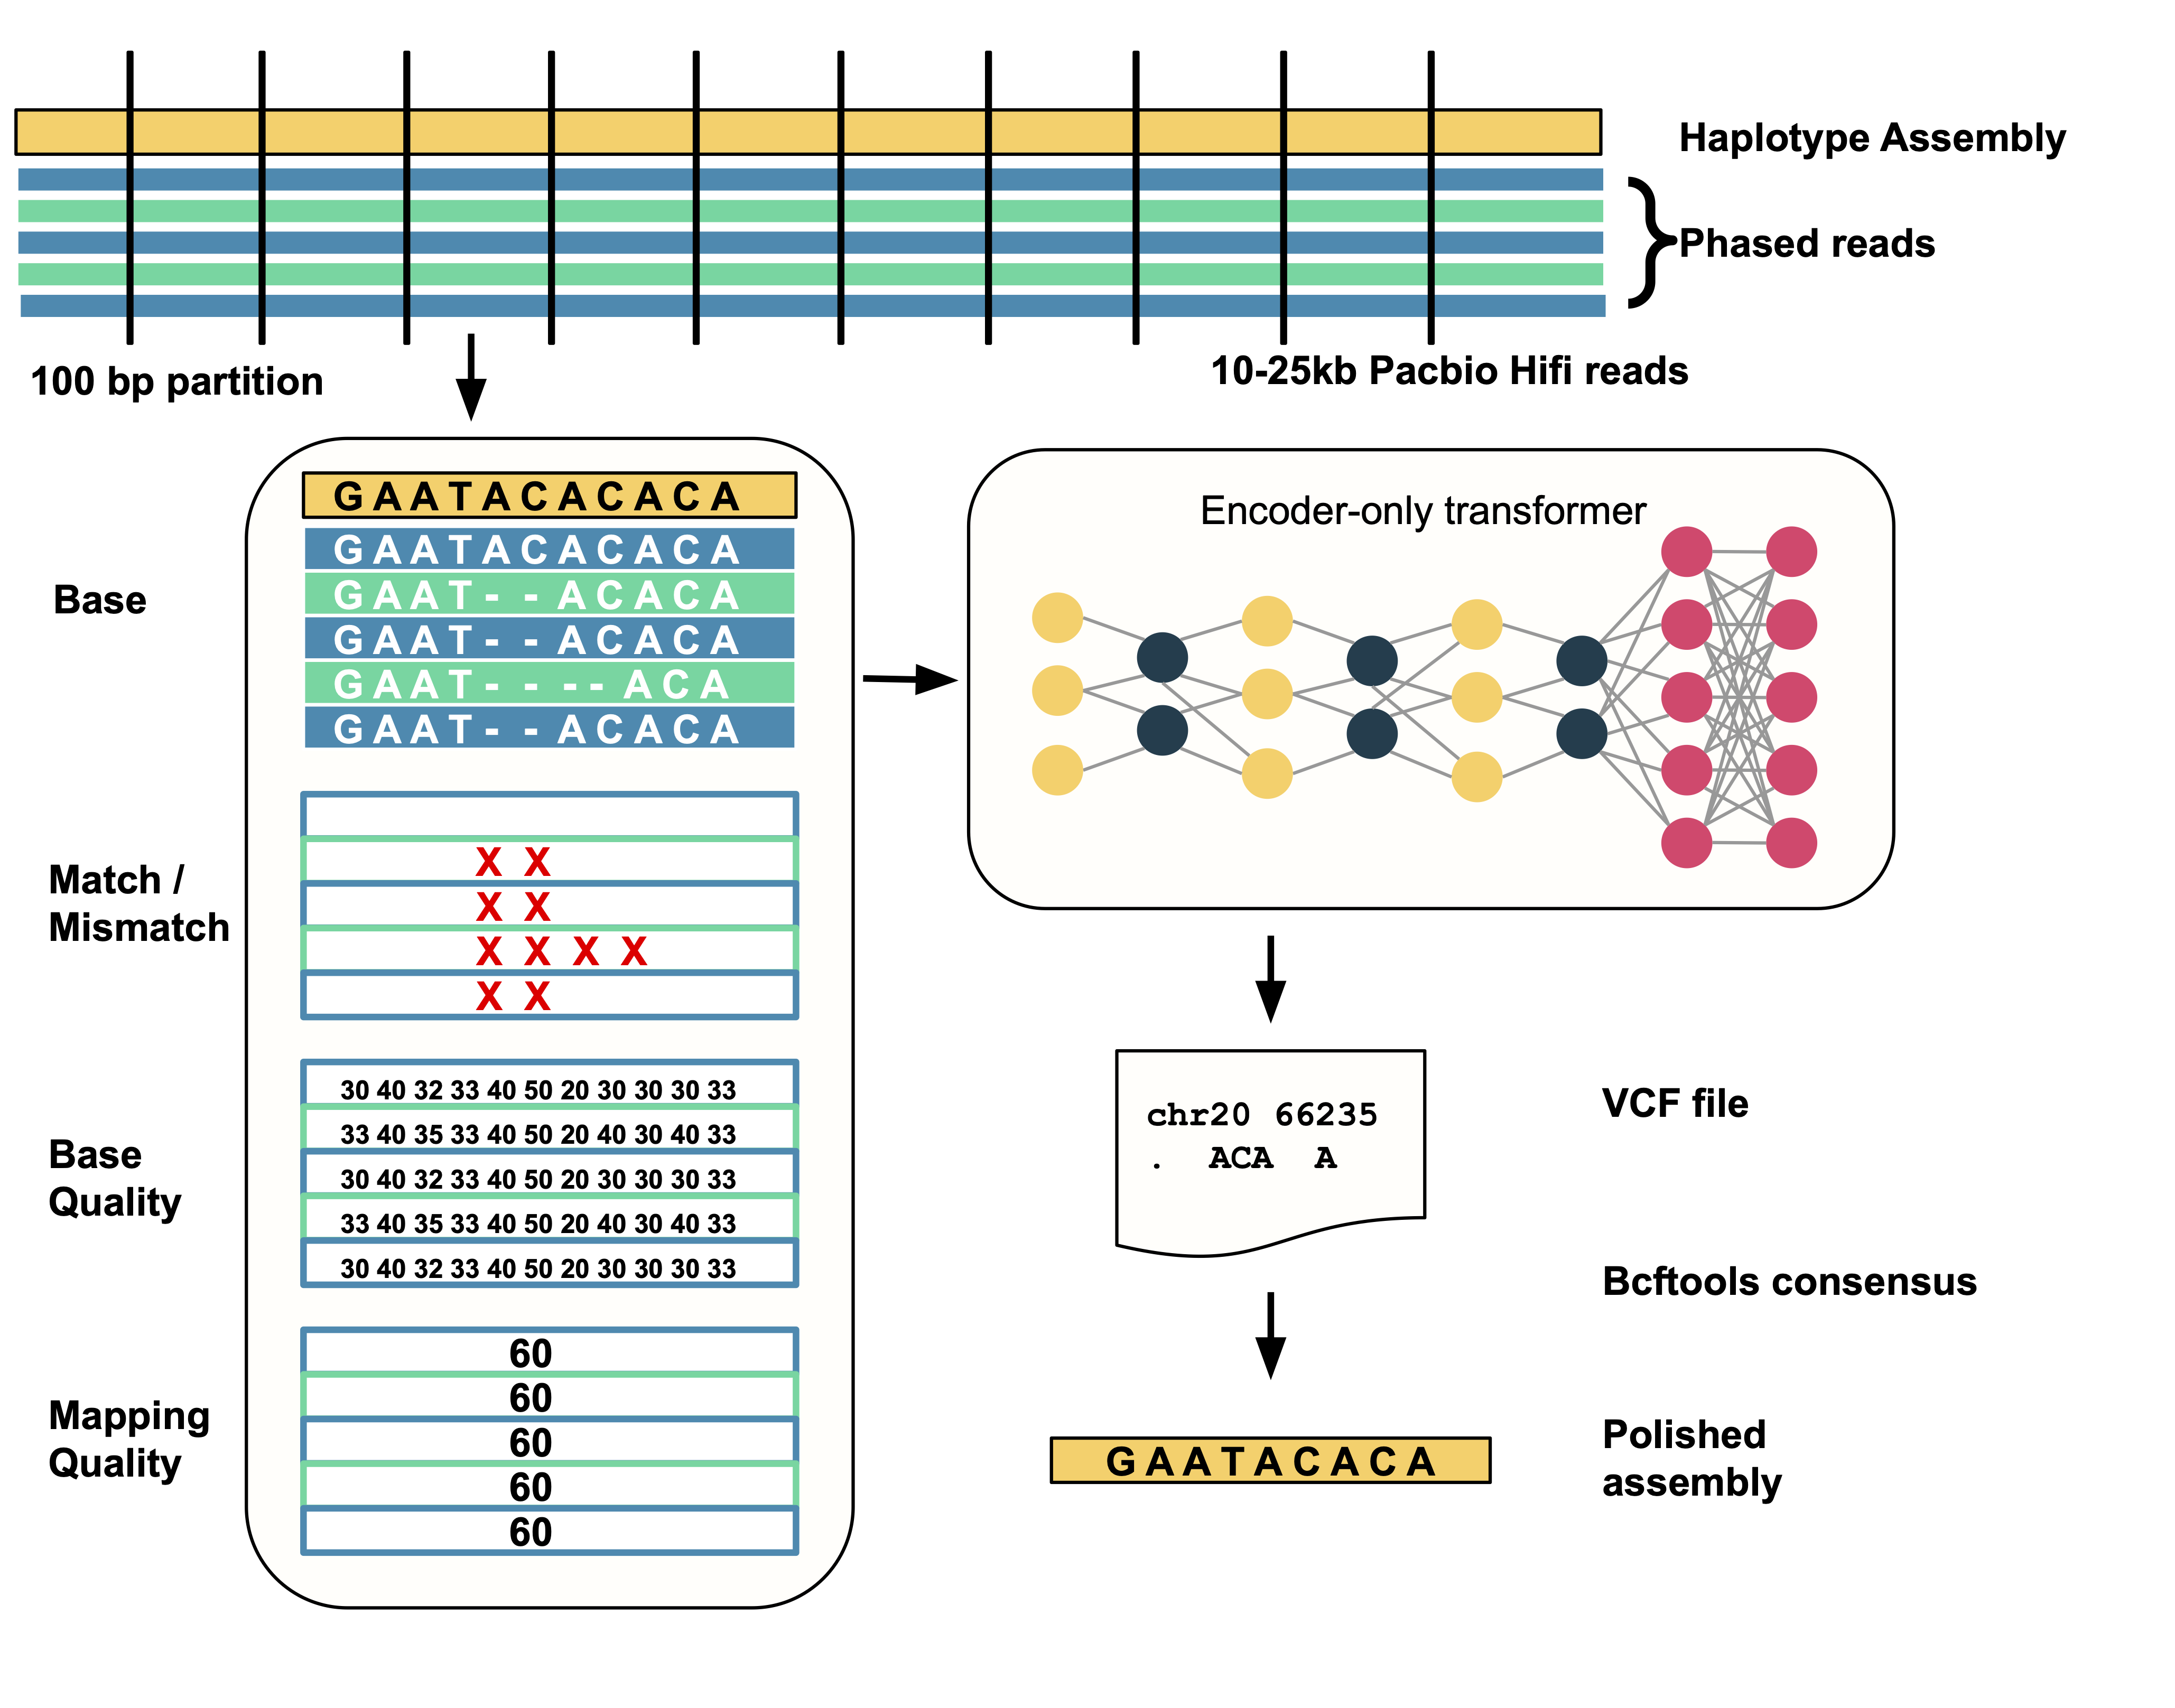 Haplotype Assembly
Phased reads
100 bp partition
10-25kb Pacbio Hifi reads
GAATACACACA
Base
GAATACACACA
GAAT- -ACACA
GAAT- -ACACA
GAAT- - --ACA
GAAT- -ACACA
Match /
Mismatch
X X
X X
X X X X
X X
Base
Quality
30 40 32 33 40 50 20 30 30 30 33
33 40 35 33 40 50 20 40 30 40 33
30 40 32 33 40 50 20 30 30 30 33
33 40 35 33 40 50 20 40 30 40 33
30 40 32 33 40 50 20 30 30 30 33
Mapping
Quality
60
60
60
60
60
Encoder-only transformer
chr20 66235
. ACA A
VCF file
Bcftools consensus
GAATACACA
Polished
assembly